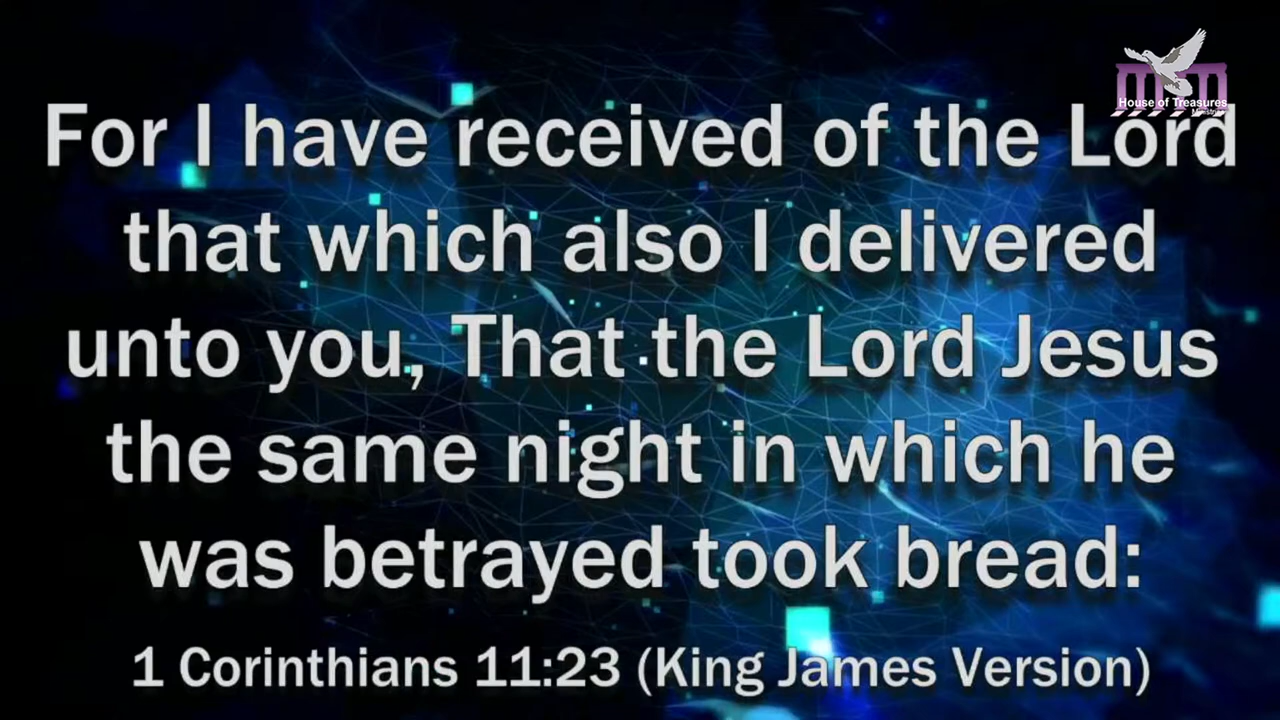 House of Treasures
Ministries
For I have received of the Lord
that which also I delivered
unto you, That the Lord Jesus
the same night in which he
was betrayed took bread:
1 Corinthians 11:23 (King James Version)